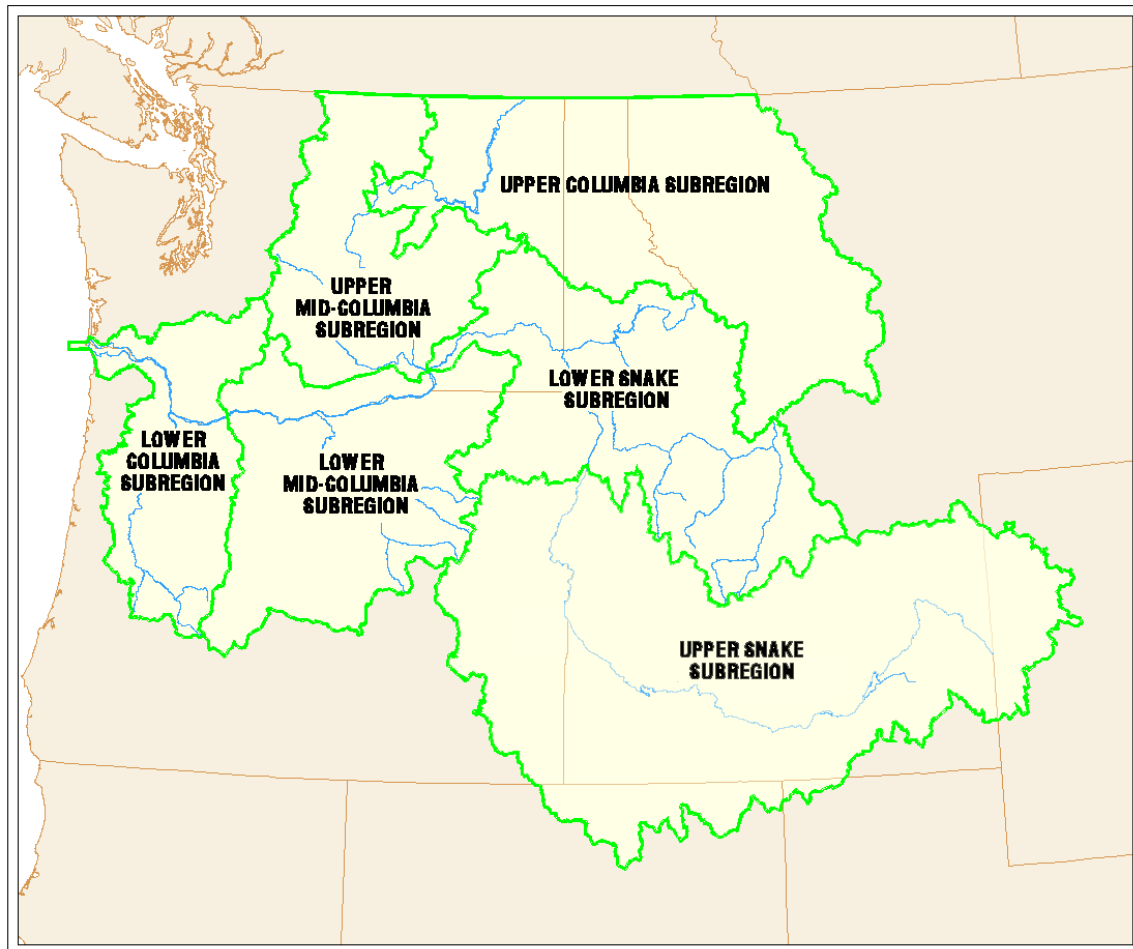 UPPER COLUMBIA SUBREGION
UPPER
MID-COLUMBIA
SUBREGION
LOWER SNAKE
SUBREGION
LOWER
COLUMBIA
SUBREGION
LOWER
MID-COLUMBIA
SUBREGION
UPPER SNAKE
SUBREGION